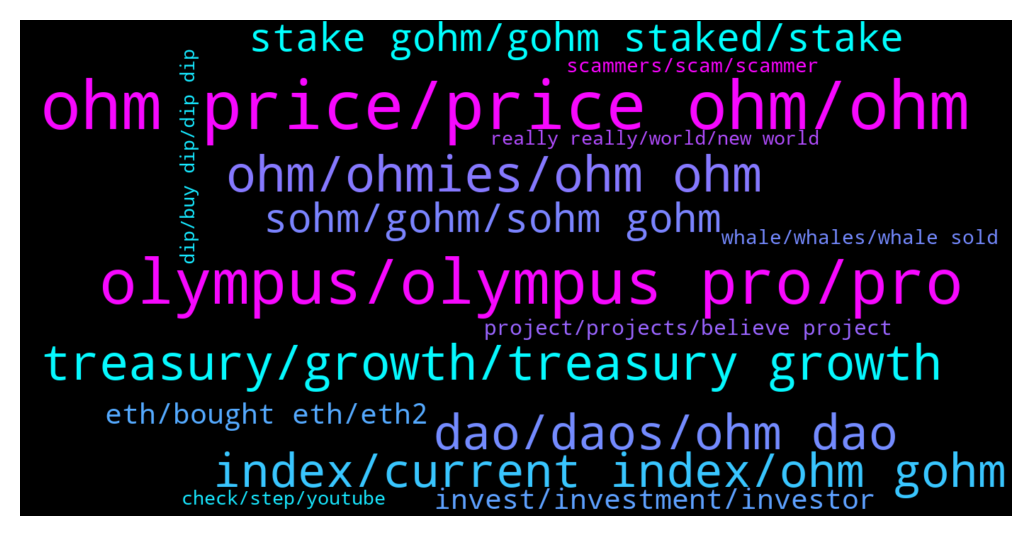 stake gohm/gohm staked/stake
scammers/scam/scammer
dip/buy dip/dip dip
ohm price/price ohm/ohm
really really/world/new world
ohm/ohmies/ohm ohm
sohm/gohm/sohm gohm
whale/whales/whale sold
olympus/olympus pro/pro
project/projects/believe project
treasury/growth/treasury growth
eth/bought eth/eth2
dao/daos/ohm dao
index/current index/ohm gohm
check/step/youtube
invest/investment/investor